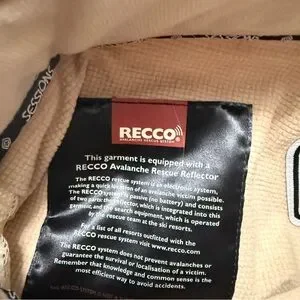 SESSIONS
RECCO
AVALANCHE RESCUE SYSTEM
This garment is equipped with a
RECCO Avalanche Rescue Reflector
The RECCO rescue system is an electronic system,
making a quick location of an avalanche victim possible.
The RECCO system is passive (no battery) and consists
of two parts: the reflector, which is integrated into this
garment, and the search equipment, which is operated
by the rescue team at the ski resorts.
For a list of all resorts outfitted with the
RECCO rescue system visit www.recco.com
The RECCO system does not prevent avalanches or
guarantee the survival or localisation of a victim.
Remember that knowledge and common sense is the
most efficient way to avoid accidents.
SESSIONS